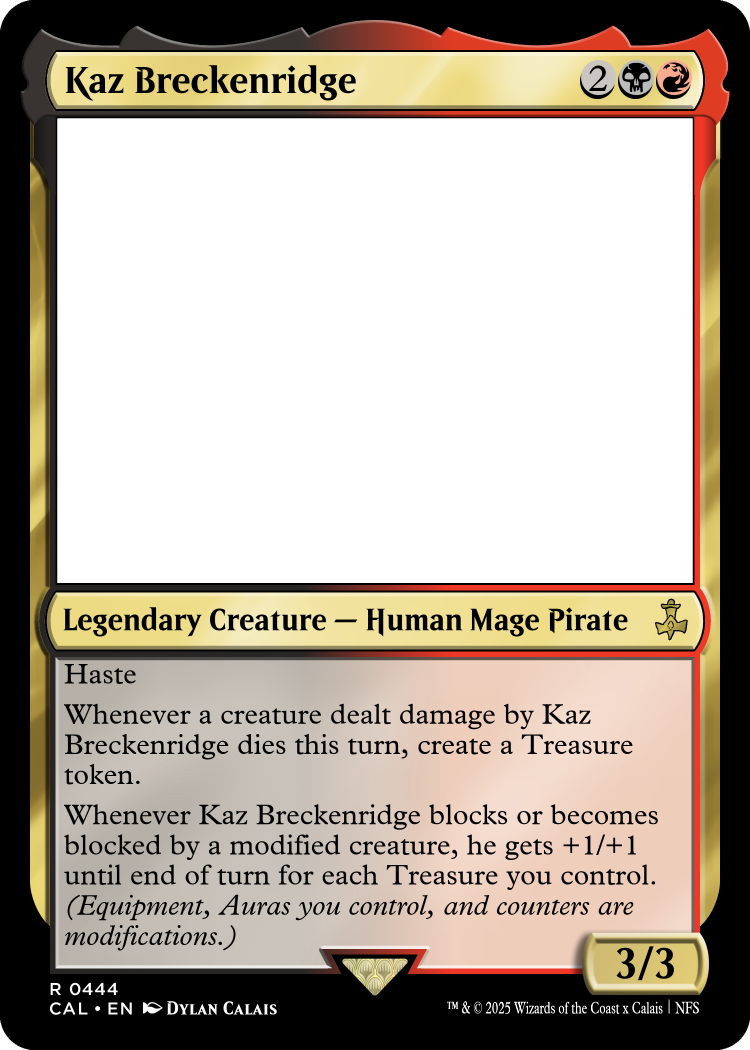 Kaz Breckenridge 2
Legendary Creature — Human Mage Pirate
Haste
Whenever a creature dealt damage by Kaz
Breckenridge dies this turn, create a Treasure
token.
Whenever Kaz Breckenridge blocks or becomes
blocked by a modified creature, he gets +1/+1
until end of turn for each Treasure you control.
(Equipment, Auras you control, and counters are
modifications.)
3/3
R 0444
CAL • EN Dylan Calais
™ & © 2025 Wizards of the Coast x Calais | NFS